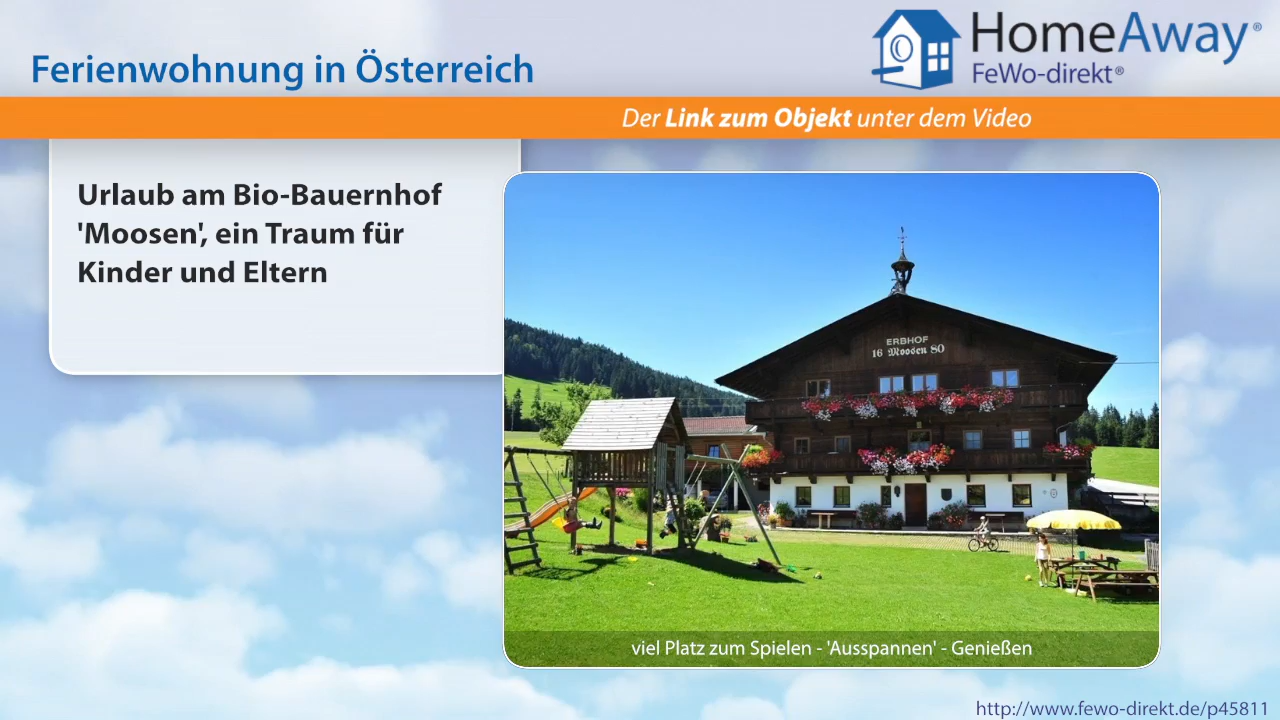 Ferienwohnung in Österreich
HomeAway®
FeWo-direkt®
Der Link zum Objekt unter dem Video
Urlaub am Bio-Bauernhof
'Moosen', ein Traum für
Kinder und Eltern
ERBHOF
16 Moosen 80
viel Platz zum Spielen - 'Ausspannen' - Genießen
http://www.fewo-direkt.de/p45811